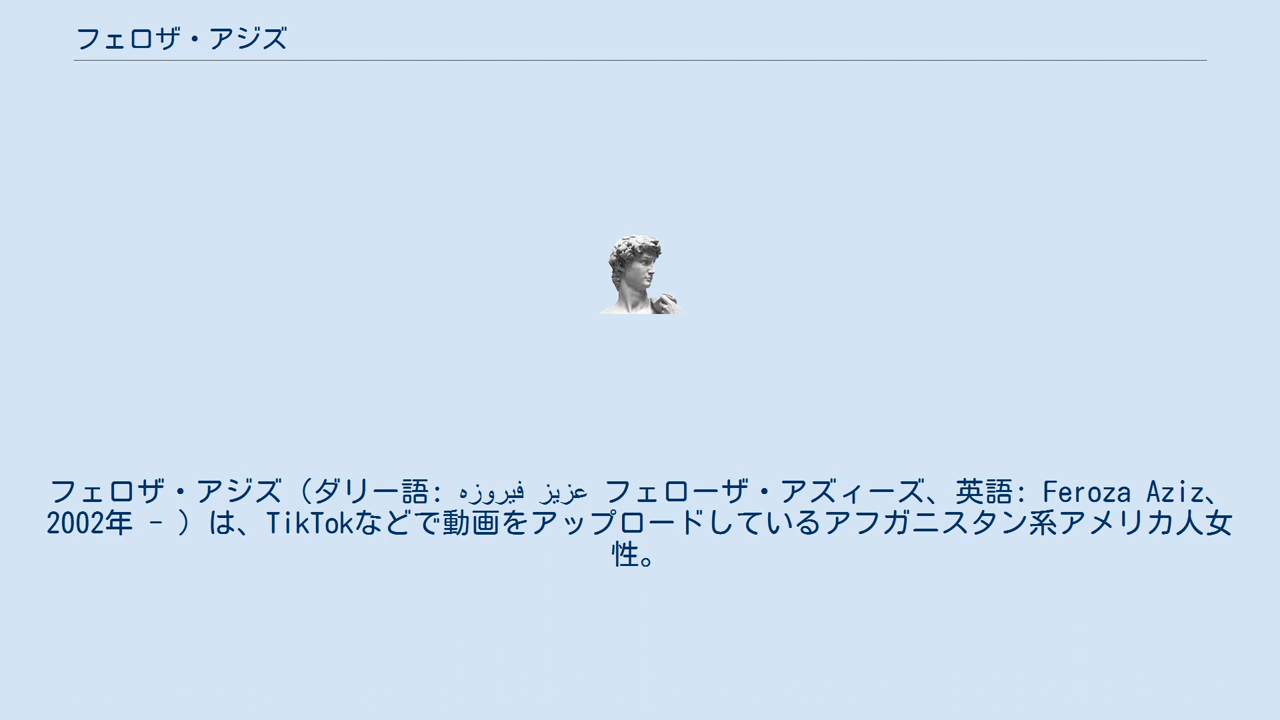 フェロザ・アジズ
フェロザ・アジズ（ダリー語: عزیز فیروزه フェローザ・アズィーズ、英語: Feroza Aziz、
2002年 - ）は、TikTokなどで動画をアップロードしているアフガニスタン系アメリカ人女
性。